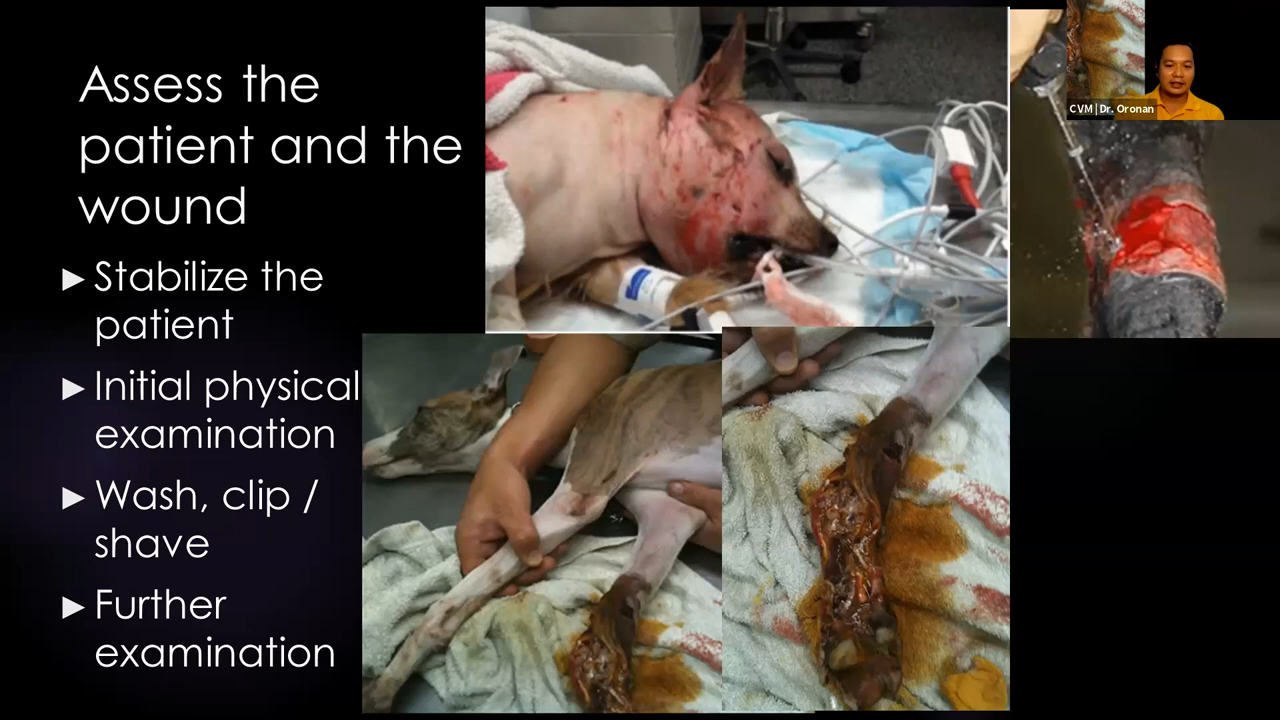 Assess the
patient and the
wound
► Stabilize the
patient
► Initial physical
examination
► Wash, clip /
shave
► Further
examination
CVM | Dr. Oronan